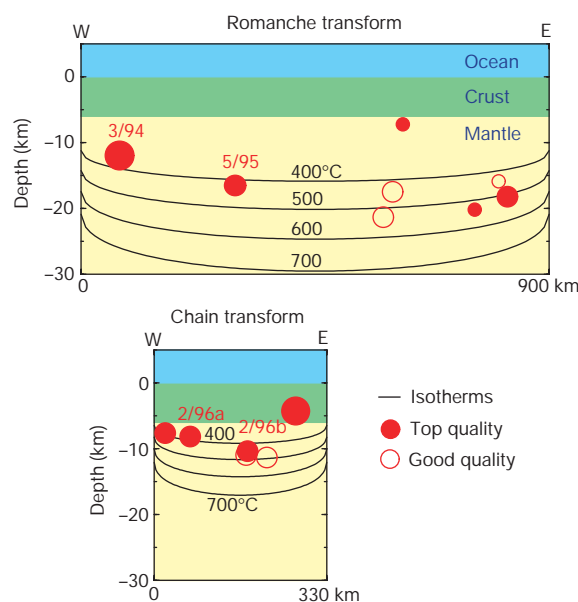 Romanche transform
W E
Ocean
0
Crust
3/94
Mantle
−10
5/95
400°C
500
−20
600
700
−30
Depth (km)
0 900 km
Chain transform
W E
0
2/96a
2/96b
400
−10
700°C
−20
−30
Depth (km)
0 330 km
Isotherms
Top quality
Good quality